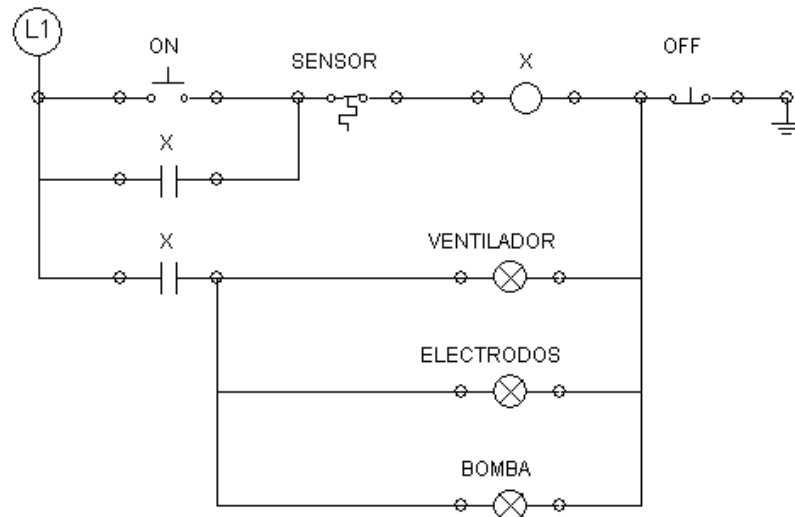 L1
ON
SENSOR
X
OFF
X
X
VENTILADOR
ELECTRODOS
BOMBA